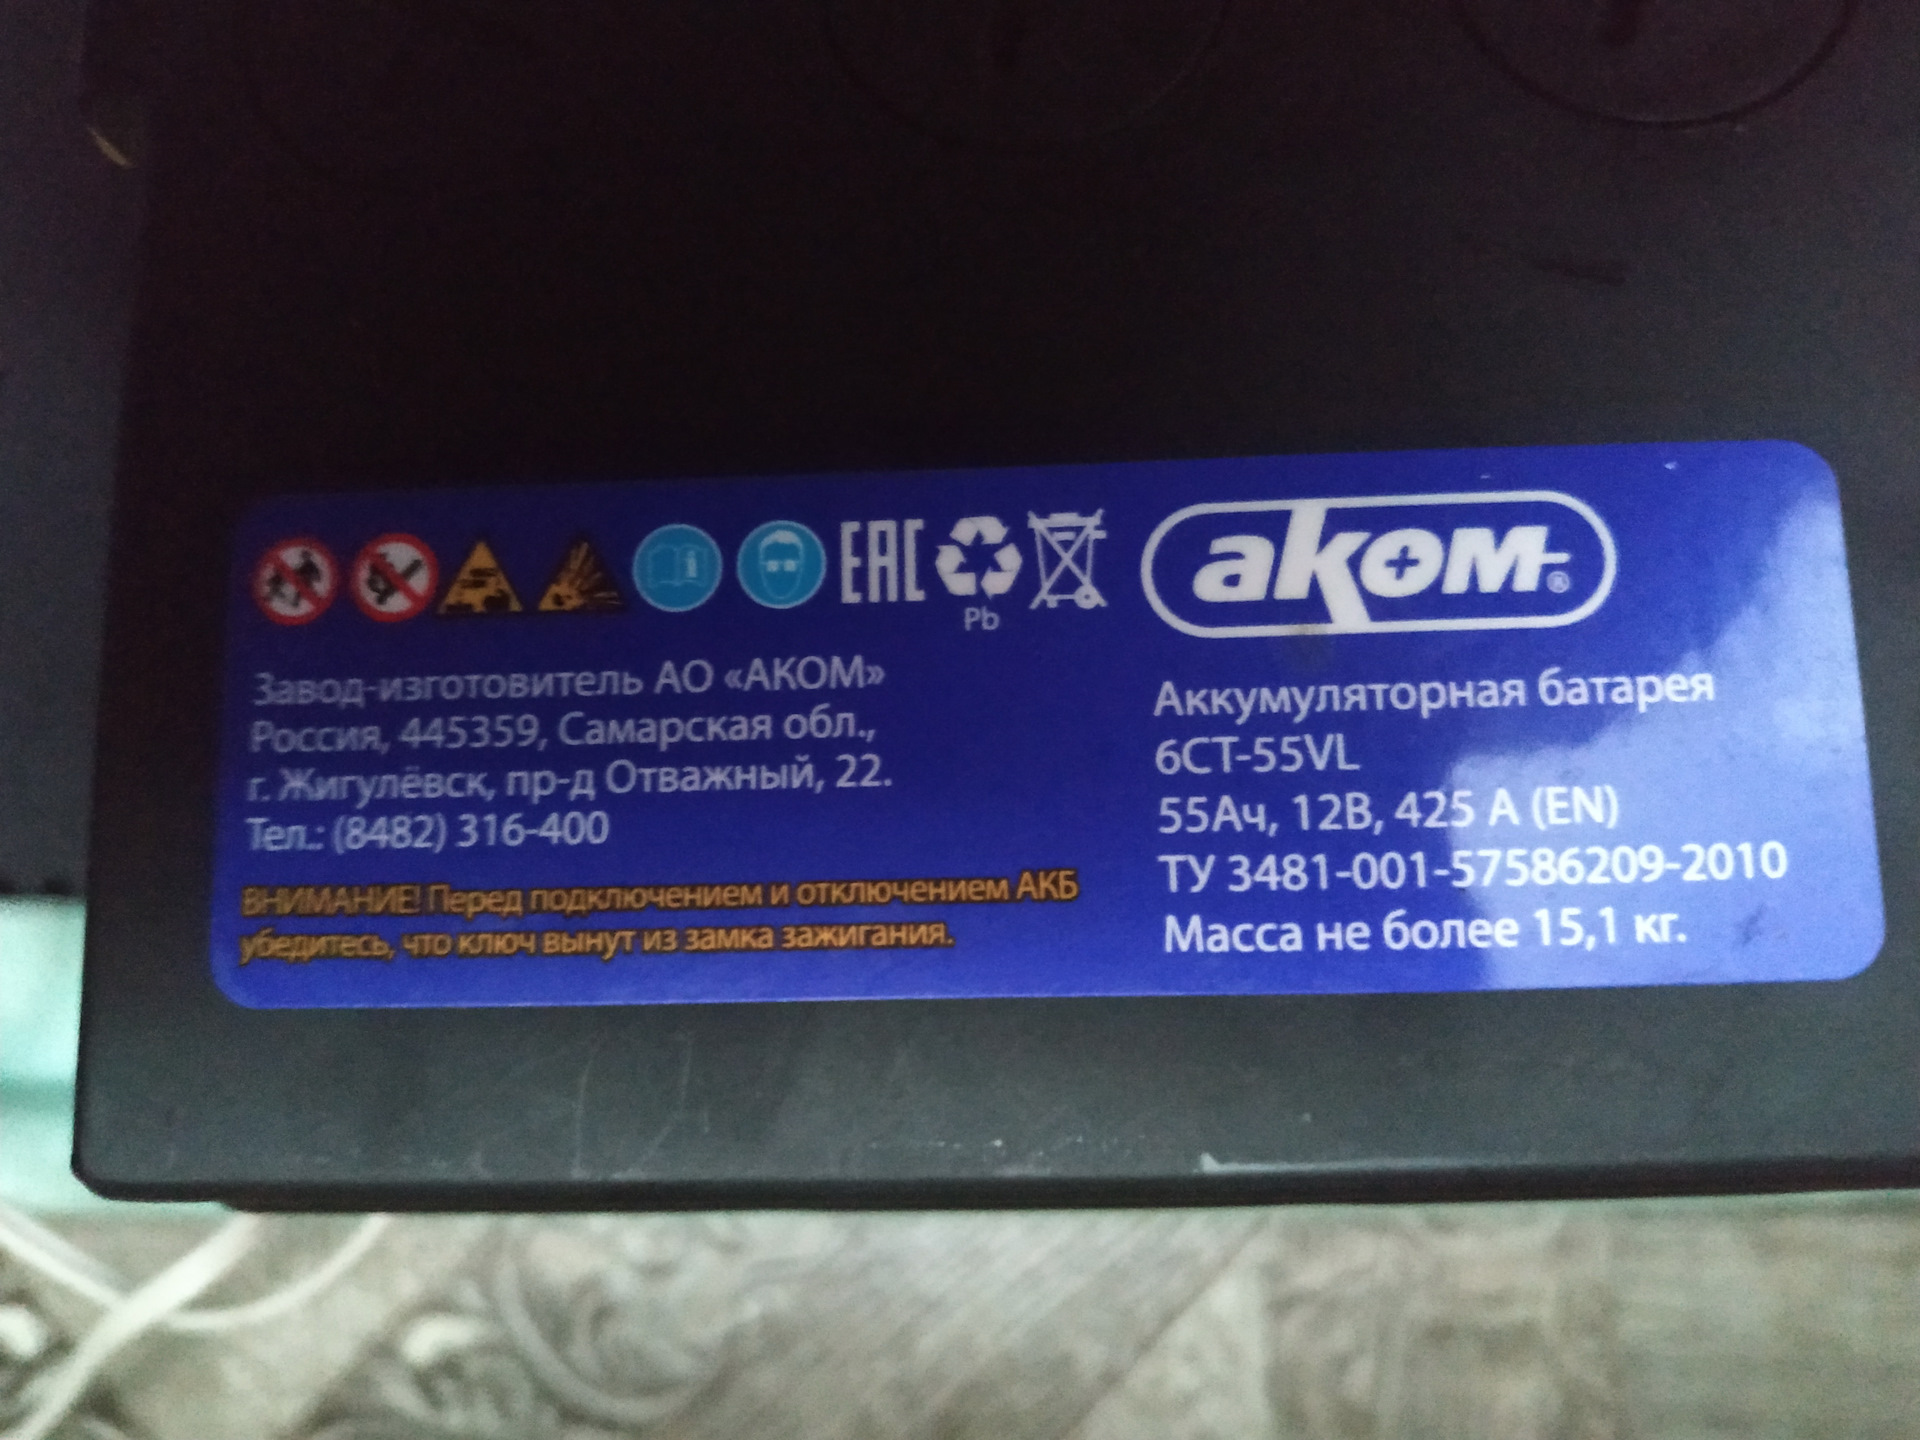 ЕАС
Pb
аком
®
Завод-изготовитель АО «АКОМ»
Россия, 445359, Самарская обл.,
г. Жигулёвск, пр-д Отважный, 22.
Тел.: (8482) 316-400
ВНИМАНИЕ! Перед подключением и отключением АКБ
убедитесь, что ключ вынут из замка зажигания.
Аккумуляторная батарея
6СТ-55VL
55Ач, 12В, 425 А (EN)
ТУ 3481-001-57586209-2010
Масса не более 15,1 кг.